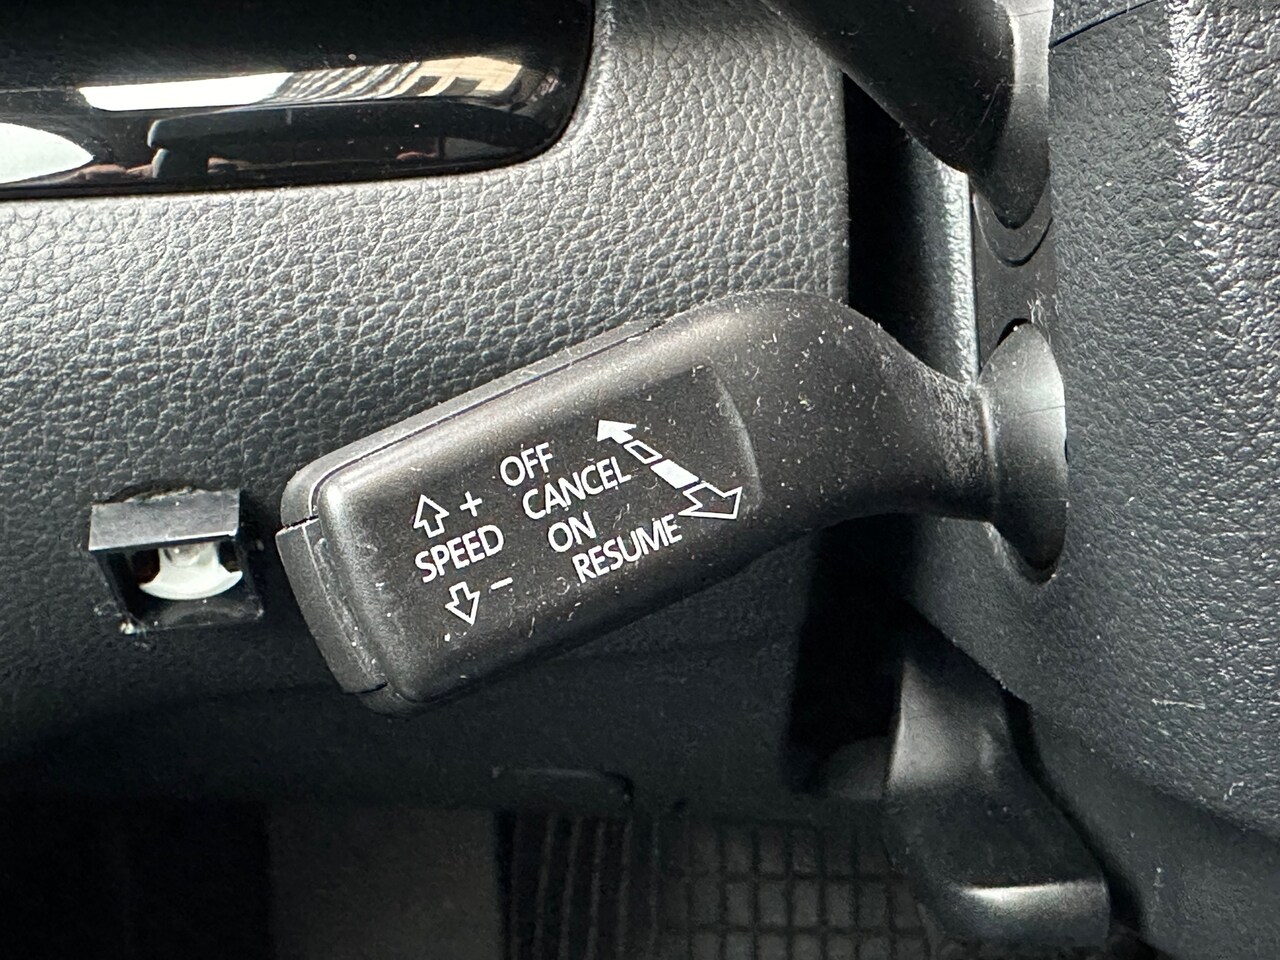 OFF
CANCEL
ON
RESUME
+
SPEED
-